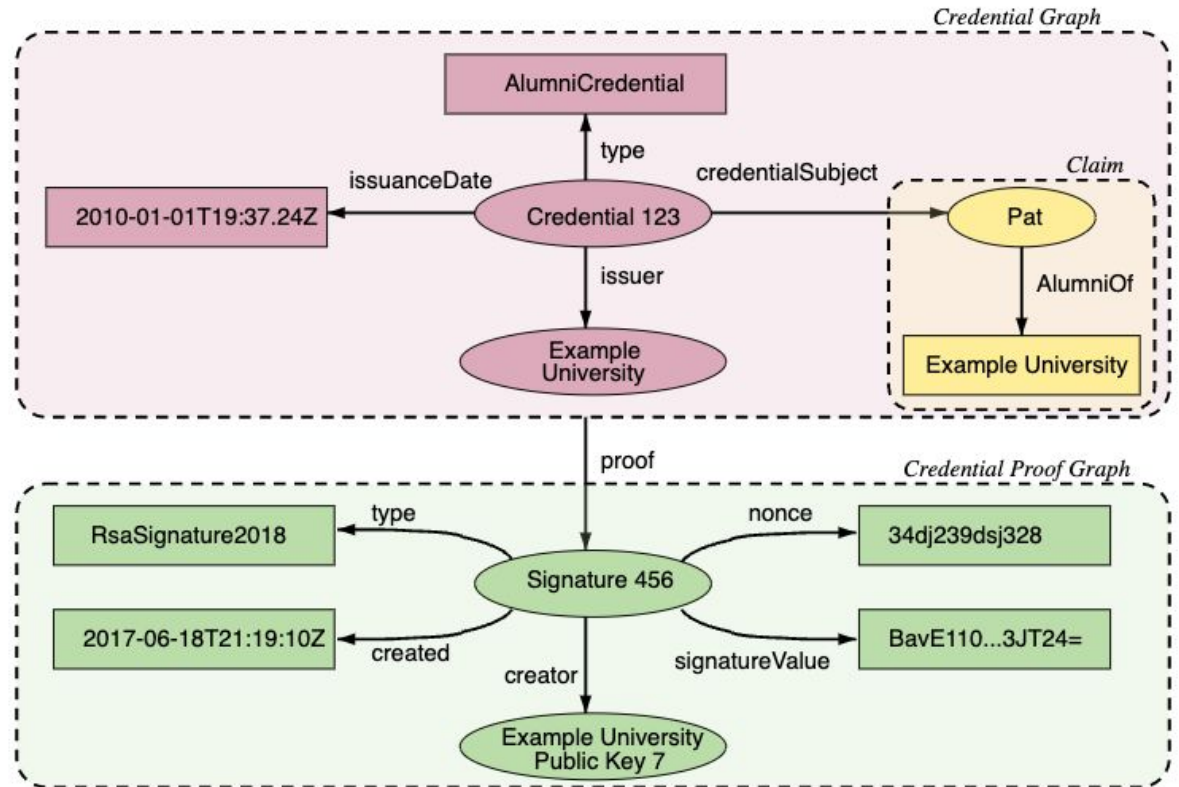 Credential Graph
AlumniCredential
type
credentialSubject
Claim
issuanceDate
2010-01-01T19:37.24Z
Credential 123
Pat
issuer
AlumniOf
Example
University
Example University
proof
Credential Proof Graph
type
nonce
RsaSignature2018
34dj239dsj328
Signature 456
2017-06-18T21:19:10Z
BavE110...3JT24=
created
signatureValue
creator
Example University
Public Key 7